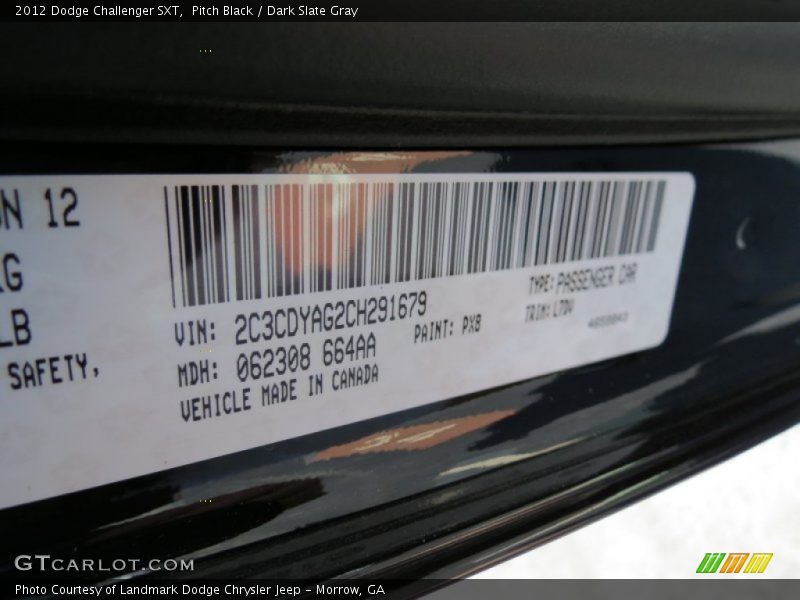 2012 Dodge Challenger SXT, Pitch Black / Dark Slate Gray
N 12
G
LB
SAFETY,
VIN: 2C3CDYAG2CH291679
MDH: 062308 664AA
VEHICLE MADE IN CANADA
PAINT: PX8
TYPE: PASSENGER CAR
TRIM: L7DV
GTCARLOT.COM
Photo Courtesy of Landmark Dodge Chrysler Jeep - Morrow, GA